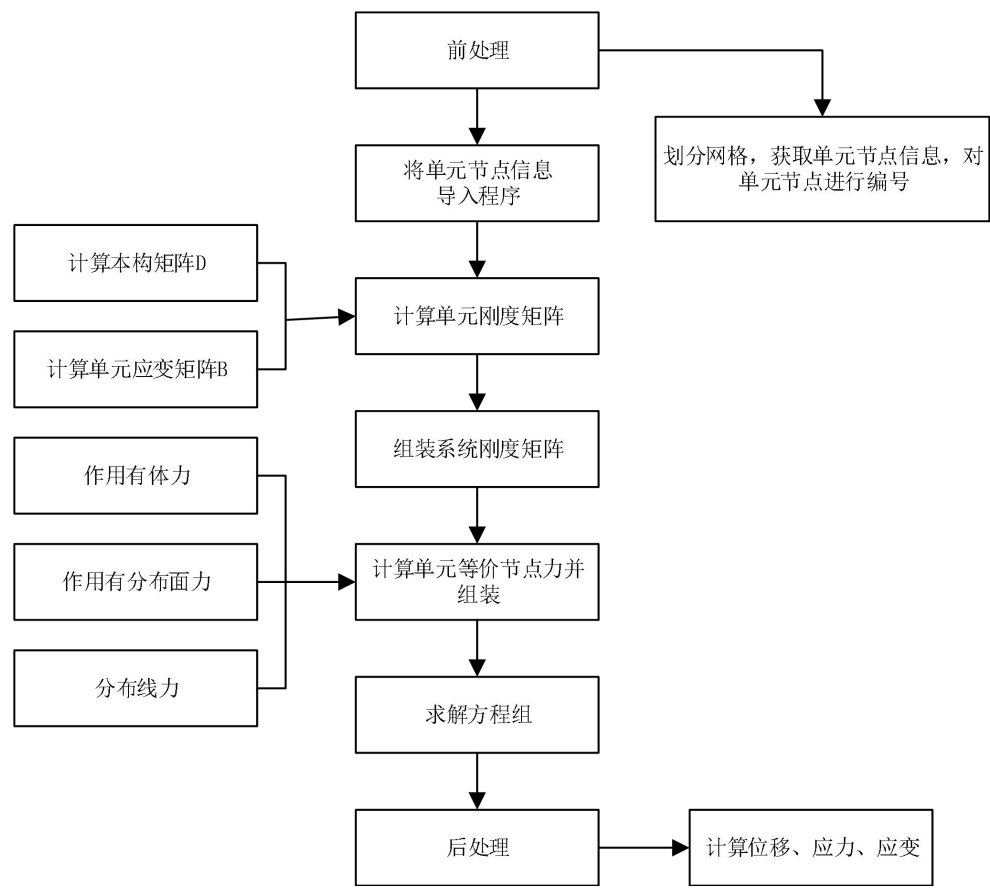 前处理
划分网格，获取单元节点信息，对
单元节点进行编号
将单元节点信息
导入程序
计算本构矩阵D
计算单元应变矩阵B
计算单元刚度矩阵
组装系统刚度矩阵
作用有体力
作用有分布面力
分布线力
计算单元等价节点力并
组装
求解方程组
后处理
计算位移、应力、应变